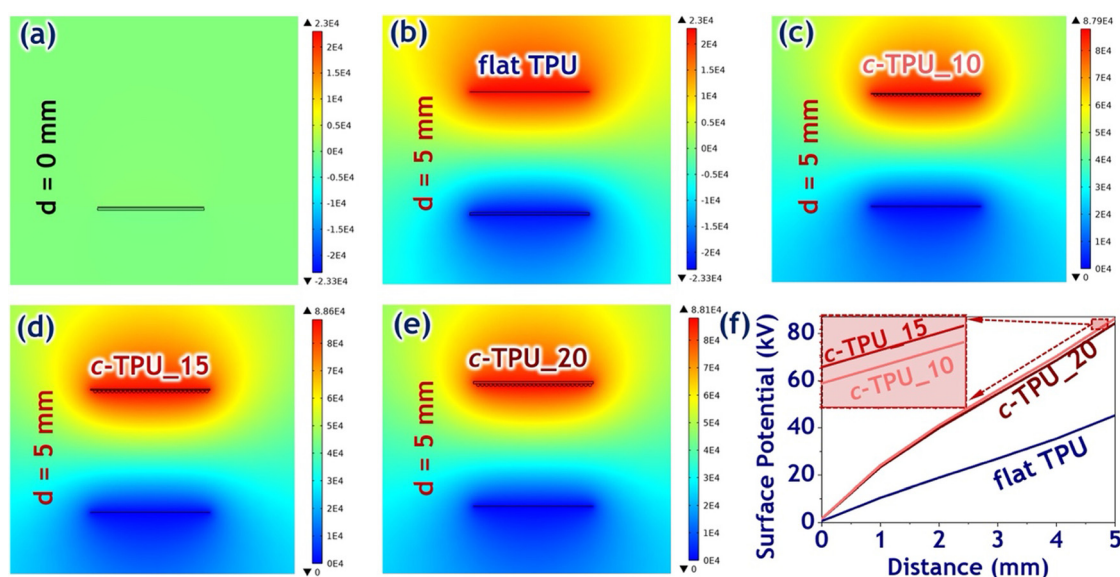 (a)
d = 0 mm
▲ 2.3E4
2E4
1.5E4
1E4
0.5E4
0
-0.5E4
-1E4
-1.5E4
-2E4
▼ -2.33E4
(b)
flat TPU
d = 5 mm
▲ 2.3E4
2E4
1.5E4
1E4
0.5E4
0
-0.5E4
-1E4
-1.5E4
-2E4
▼ -2.33E4
(c)
c-TPU_10
d = 5 mm
▲ 8.79E4
8E4
7E4
6E4
5E4
4E4
3E4
2E4
1E4
0E4
▼ 0
(d)
c-TPU_15
d = 5 mm
▲ 8.86E4
8E4
7E4
6E4
5E4
4E4
3E4
2E4
1E4
0E4
▼ 0
(e)
c-TPU_20
d = 5 mm
▲ 8.81E4
8E4
7E4
6E4
5E4
4E4
3E4
2E4
1E4
0E4
▼ 0
(f)
Surface Potential (kV)
80
60
40
20
0
c-TPU_15
c-TPU_10
c-TPU_20
flat TPU
0 1 2 3 4 5
Distance (mm)